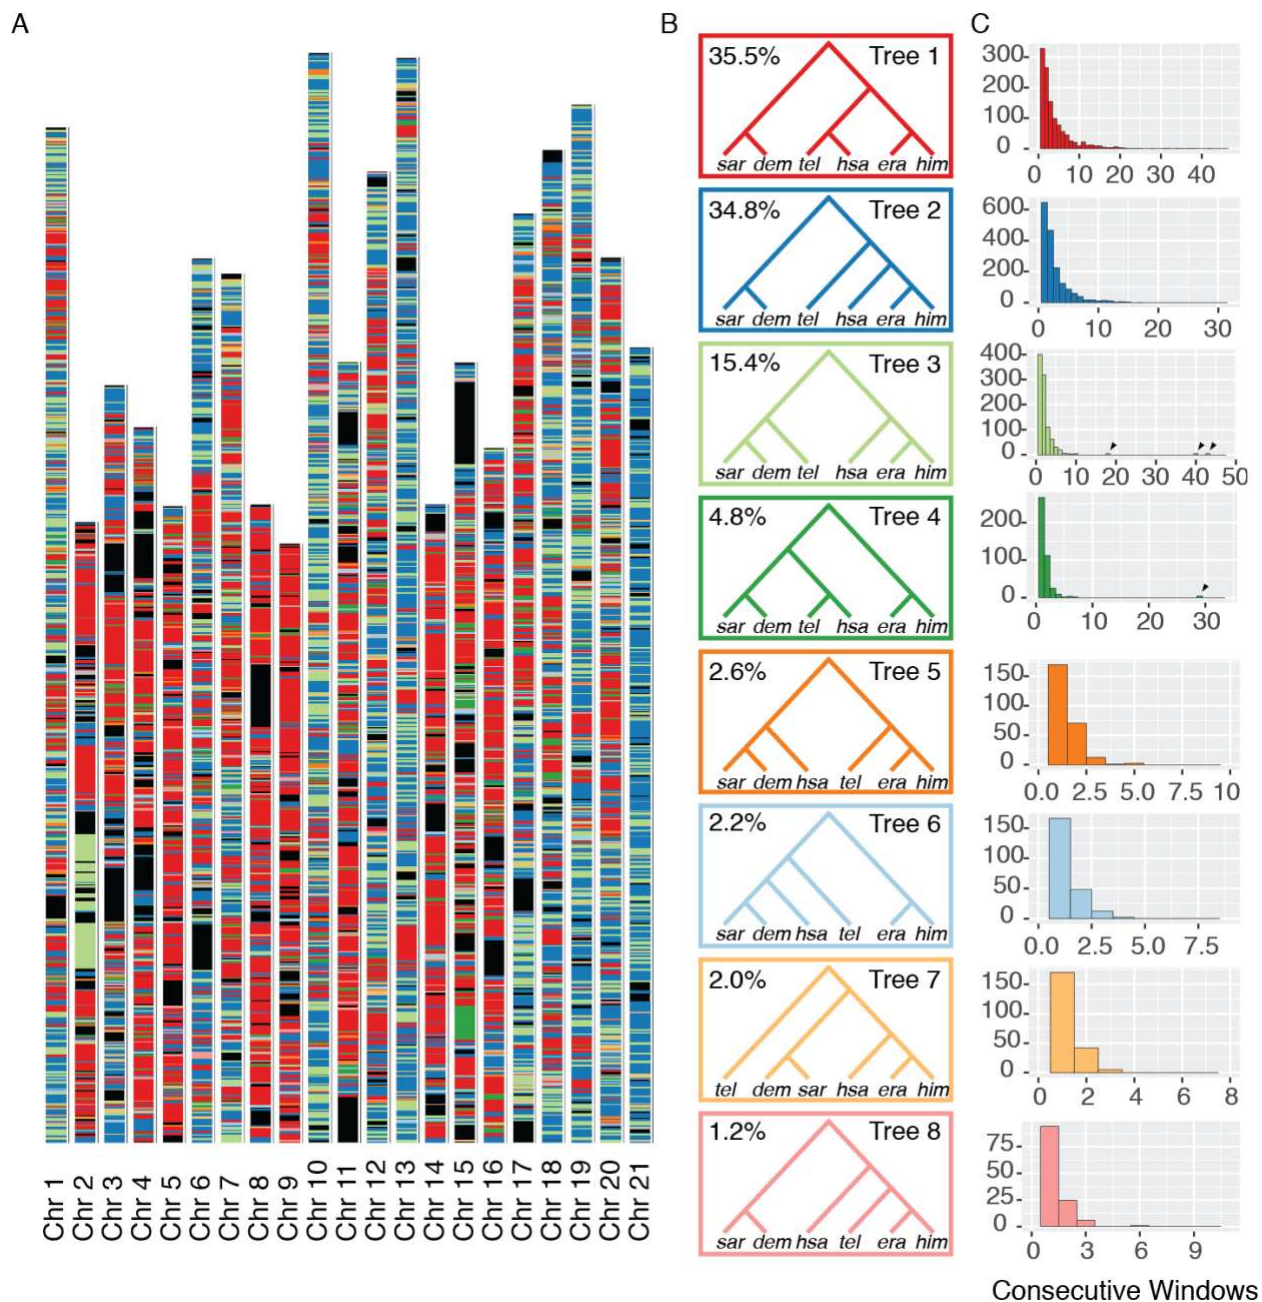 A
B
C
35.5% Tree 1
sar dem tel hsa era him
300
200
100
0
0 10 20 30 40
34.8% Tree 2
sar dem tel hsa era him
600
400
200
0
0 10 20 30
15.4% Tree 3
sar dem tel hsa era him
400
300
200
100
0
0 10 20 30 40 50
4.8% Tree 4
sar dem tel hsa era him
200
100
0
0 10 20 30
2.6% Tree 5
sar dem hsa tel era him
150
100
50
0
0.0 2.5 5.0 7.5 10
2.2% Tree 6
sar dem hsa tel era him
150
100
50
0
0.0 2.5 5.0 7.5
2.0% Tree 7
tel dem sar hsa era him
150
100
50
0
0 2 4 6 8
1.2% Tree 8
sar dem hsa tel era him
75
50
25
0
0 3 6 9
Consecutive Windows
Chr 1
Chr 2
Chr 3
Chr 4
Chr 5
Chr 6
Chr 7
Chr 8
Chr 9
Chr 10
Chr 11
Chr 12
Chr 13
Chr 14
Chr 15
Chr 16
Chr 17
Chr 18
Chr 19
Chr 20
Chr 21